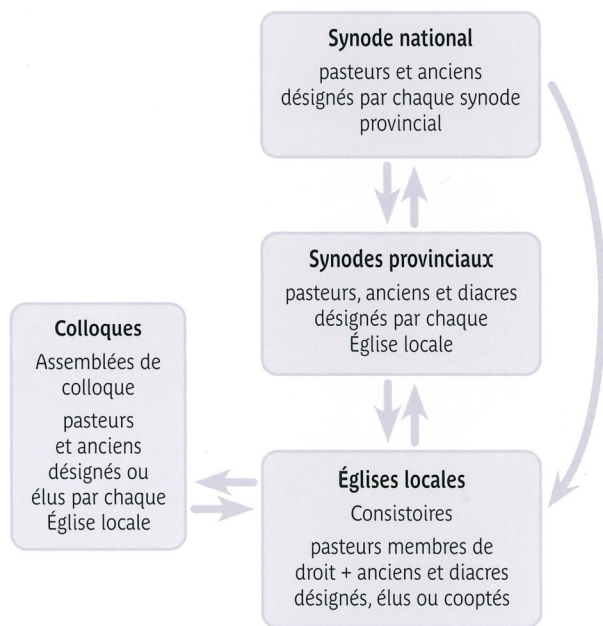 Synode national
pasteurs et anciens
désignés par chaque synode
provincial
Synodes provinciaux
pasteurs, anciens et diacres
désignés par chaque
Église locale
Colloques
Assemblées de
colloque
pasteurs
et anciens
désignés ou
élus par chaque
Église locale
Églises locales
Consistoires
pasteurs membres de
droit + anciens et diacres
désignés, élus ou cooptés